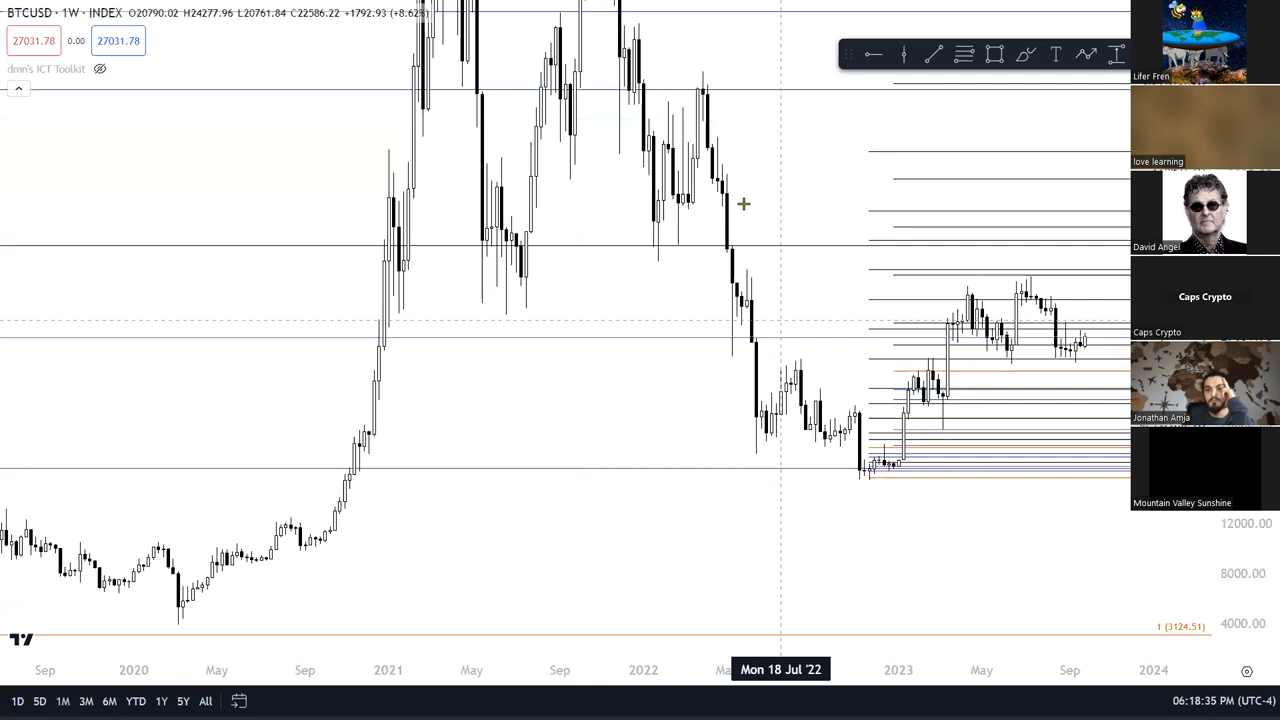 BTCUSD · 1W · INDEX O20790.02 H24277.96 L20761.84 C22586.22 +1792.93 (+8.62%)
27031.78 0.00 27031.78
dmn's ICT Toolkit
Lifer Fren
love learning
David Angel
Caps Crypto
Caps Crypto
Jonathan Amja
Mountain Valley Sunshine
12000.00
8000.00
4000.00
1 (3124.51)
Sep 2020 May Sep 2021 May Sep 2022 Mon 18 Jul '22 2023 May Sep 2024
1D 5D 1M 3M 6M YTD 1Y 5Y All
06:18:35 PM (UTC-4)